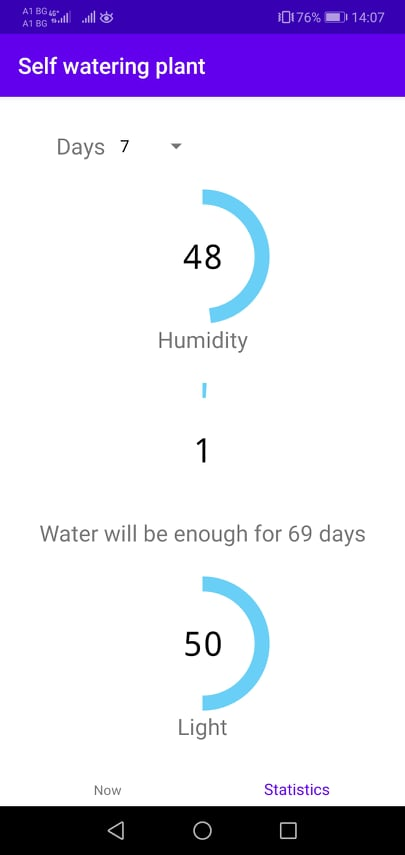 A1 BG 4G+ 76% 14:07
A1 BG
Self watering plant
Days 7
48
Humidity
1
Water will be enough for 69 days
50
Light
Now Statistics